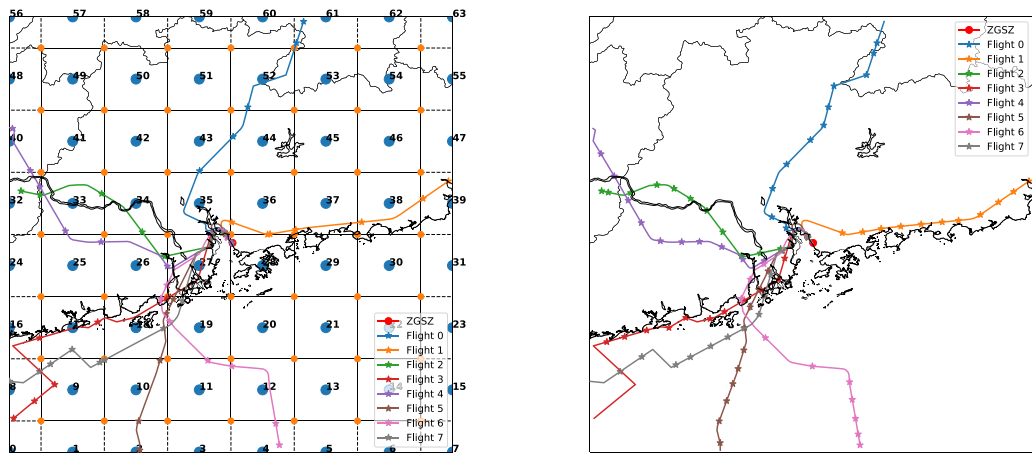 56 57 58 59 60 61 62 63
48 49 50 51 52 53 54 55
40 41 42 43 44 45 46 47
32 33 34 35 36 37 38 39
24 25 26 27 28 29 30 31
16 17 18 19 20 21 22 23
8 9 10 11 12 13 14 15
0 1 2 3 4 5 6 7
ZGSZ
Flight 0
Flight 1
Flight 2
Flight 3
Flight 4
Flight 5
Flight 6
Flight 7
ZGSZ
Flight 0
Flight 1
Flight 2
Flight 3
Flight 4
Flight 5
Flight 6
Flight 7